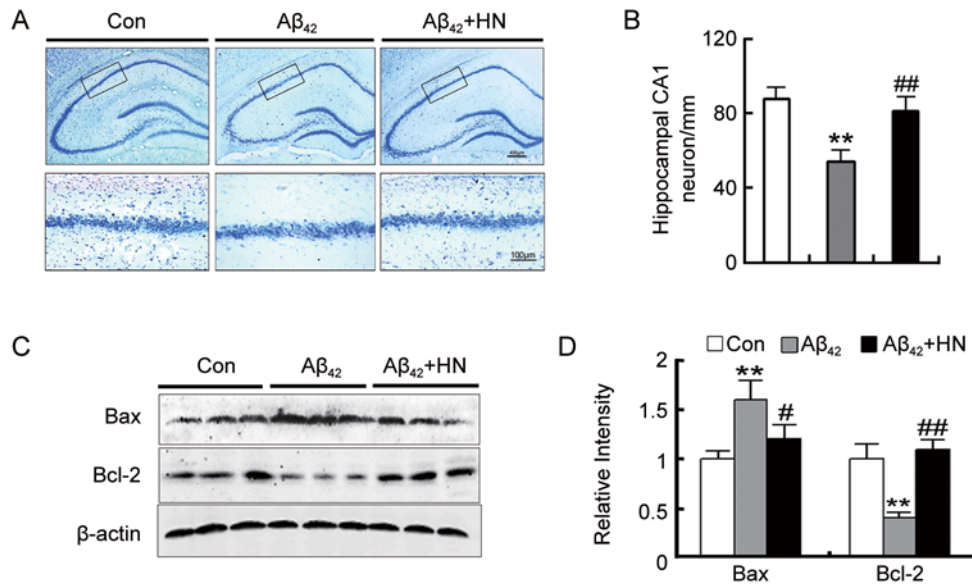 A
Con
Aβ42
Aβ42+HN
400μm
100μm
B
Hippocampal CA1
neuron/mm
120
80
40
0
**
##
C
Con
Aβ42
Aβ42+HN
Bax
Bcl-2
β-actin
D
Con
Aβ42
Aβ42+HN
Relative Intensity
2
1.5
1
0.5
0
**
#
**
##
Bax
Bcl-2